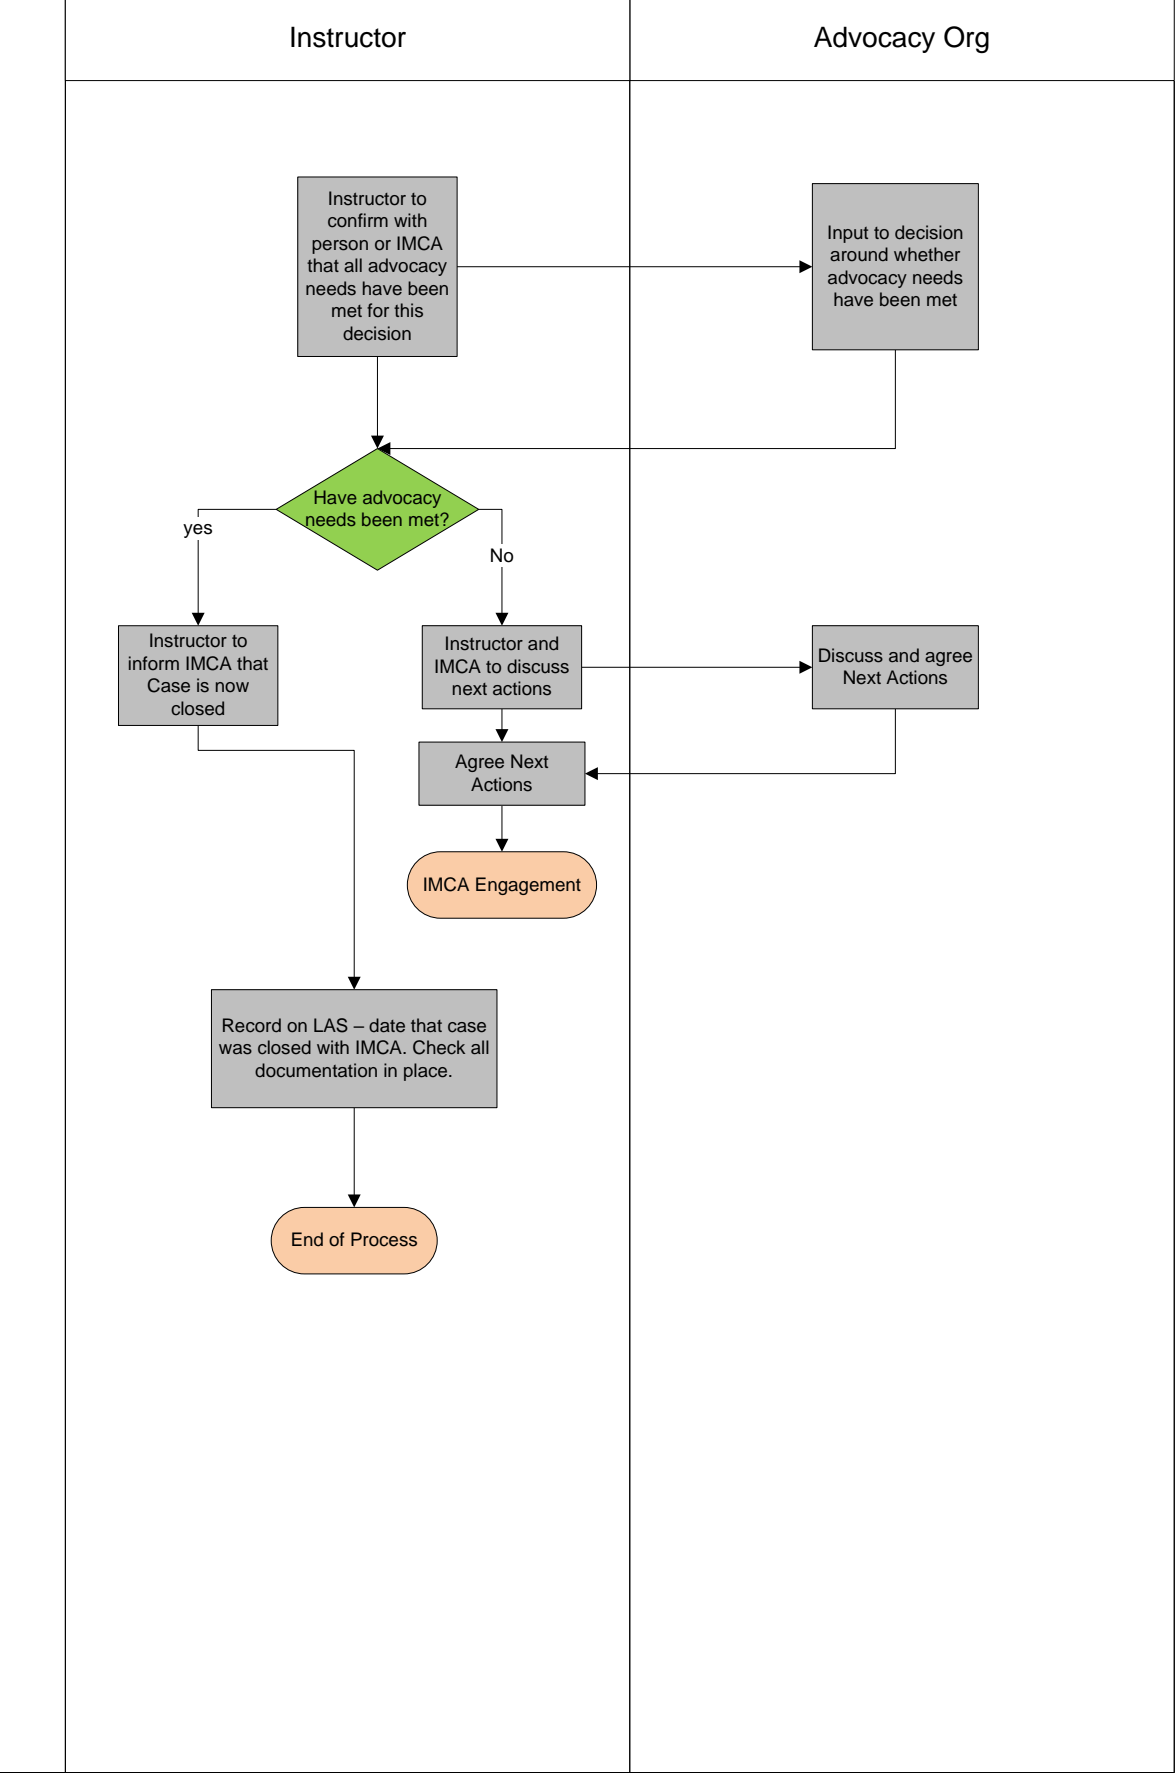 Instructor
Advocacy Org
Instructor to
confirm with
person or IMCA
that all advocacy
needs have been
met for this
decision
Input to decision
around whether
advocacy needs
have been met
Have advocacy
needs been met?
yes
No
Instructor to
inform IMCA that
Case is now
closed
Instructor and
IMCA to discuss
next actions
Discuss and agree
Next Actions
Agree Next
Actions
IMCA Engagement
Record on LAS – date that case
was closed with IMCA. Check all
documentation in place.
End of Process